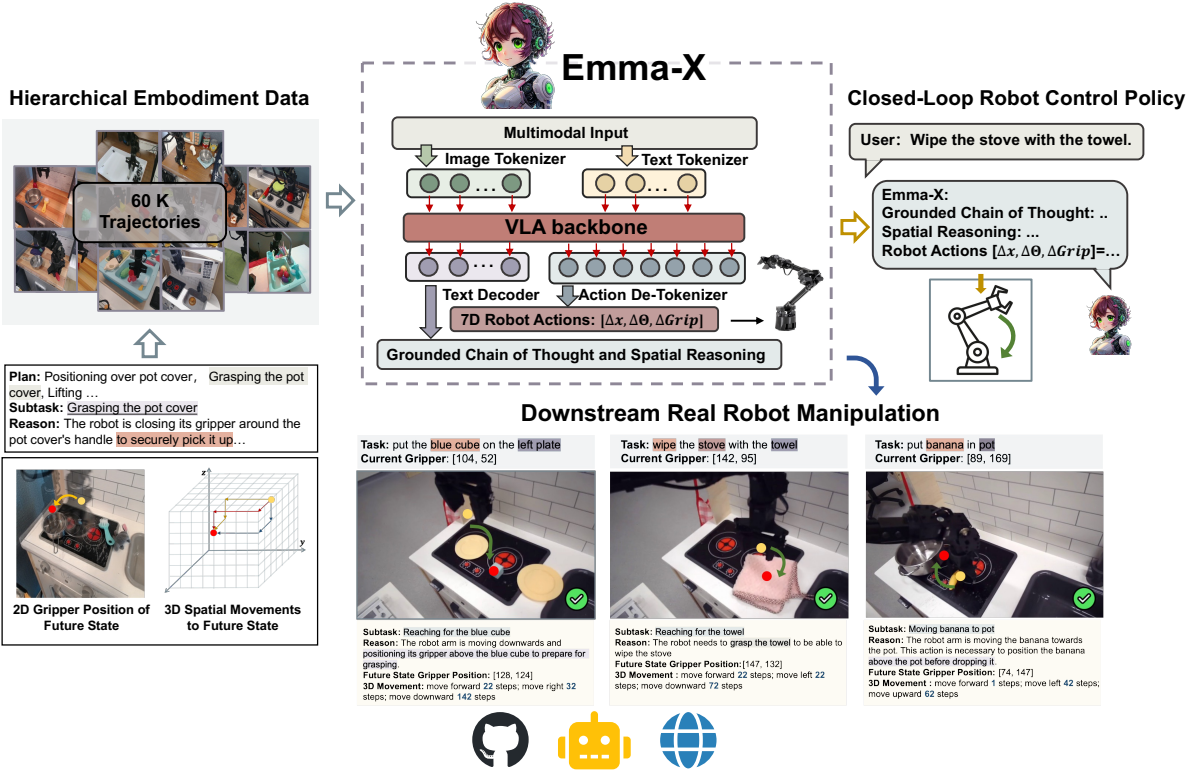 Emma-X
Hierarchical Embodiment Data
60 K
Trajectories
Plan: Positioning over pot cover, Grasping the pot
cover, Lifting …
Subtask: Grasping the pot cover
Reason: The robot is closing its gripper around the
pot cover's handle to securely pick it up…
z
y
2D Gripper Position of
Future State
3D Spatial Movements
to Future State
Multimodal Input
Image Tokenizer
Text Tokenizer
...
...
VLA backbone
...
Text Decoder
Action De-Tokenizer
7D Robot Actions: [Δx, ΔΘ, ΔGrip]
Grounded Chain of Thought and Spatial Reasoning
Closed-Loop Robot Control Policy
User: Wipe the stove with the towel.
Emma-X:
Grounded Chain of Thought: ..
Spatial Reasoning: ...
Robot Actions [Δx, ΔΘ, ΔGrip]=...
Downstream Real Robot Manipulation
Task: put the blue cube on the left plate
Current Gripper: [104, 52]
Subtask: Reaching for the blue cube
Reason: The robot arm is moving downwards and
positioning its gripper above the blue cube to prepare for
grasping.
Future State Gripper Position: [128, 124]
3D Movement: move forward 22 steps; move right 32
steps; move downward 142 steps
Task: wipe the stove with the towel
Current Gripper: [142, 95]
Subtask: Reaching for the towel
Reason: The robot needs to grasp the towel to be able to
wipe the stove
Future State Gripper Position:[147, 132]
3D Movement : move forward 22 steps; move left 22
steps; move downward 72 steps
Task: put banana in pot
Current Gripper: [89, 169]
Subtask: Moving banana to pot
Reason: The robot arm is moving the banana towards
the pot. This action is necessary to position the banana
above the pot before dropping it.
Future State Gripper Position: [74, 147]
3D Movement : move forward 1 steps; move left 42 steps;
move upward 62 steps